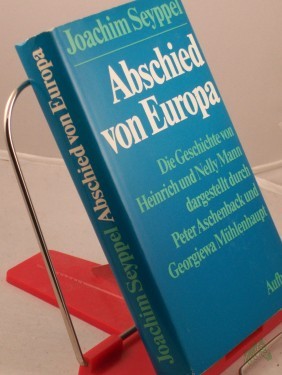 Joachim Seyppel
Abschied
von Europa
Die Geschichte von
Heinrich und Nelly Mann
dargestellt durch
Peter Aschenback und
Georgiewa Mühlenhaupt
Aufb
Joachim Seyppel Abschied von Europa